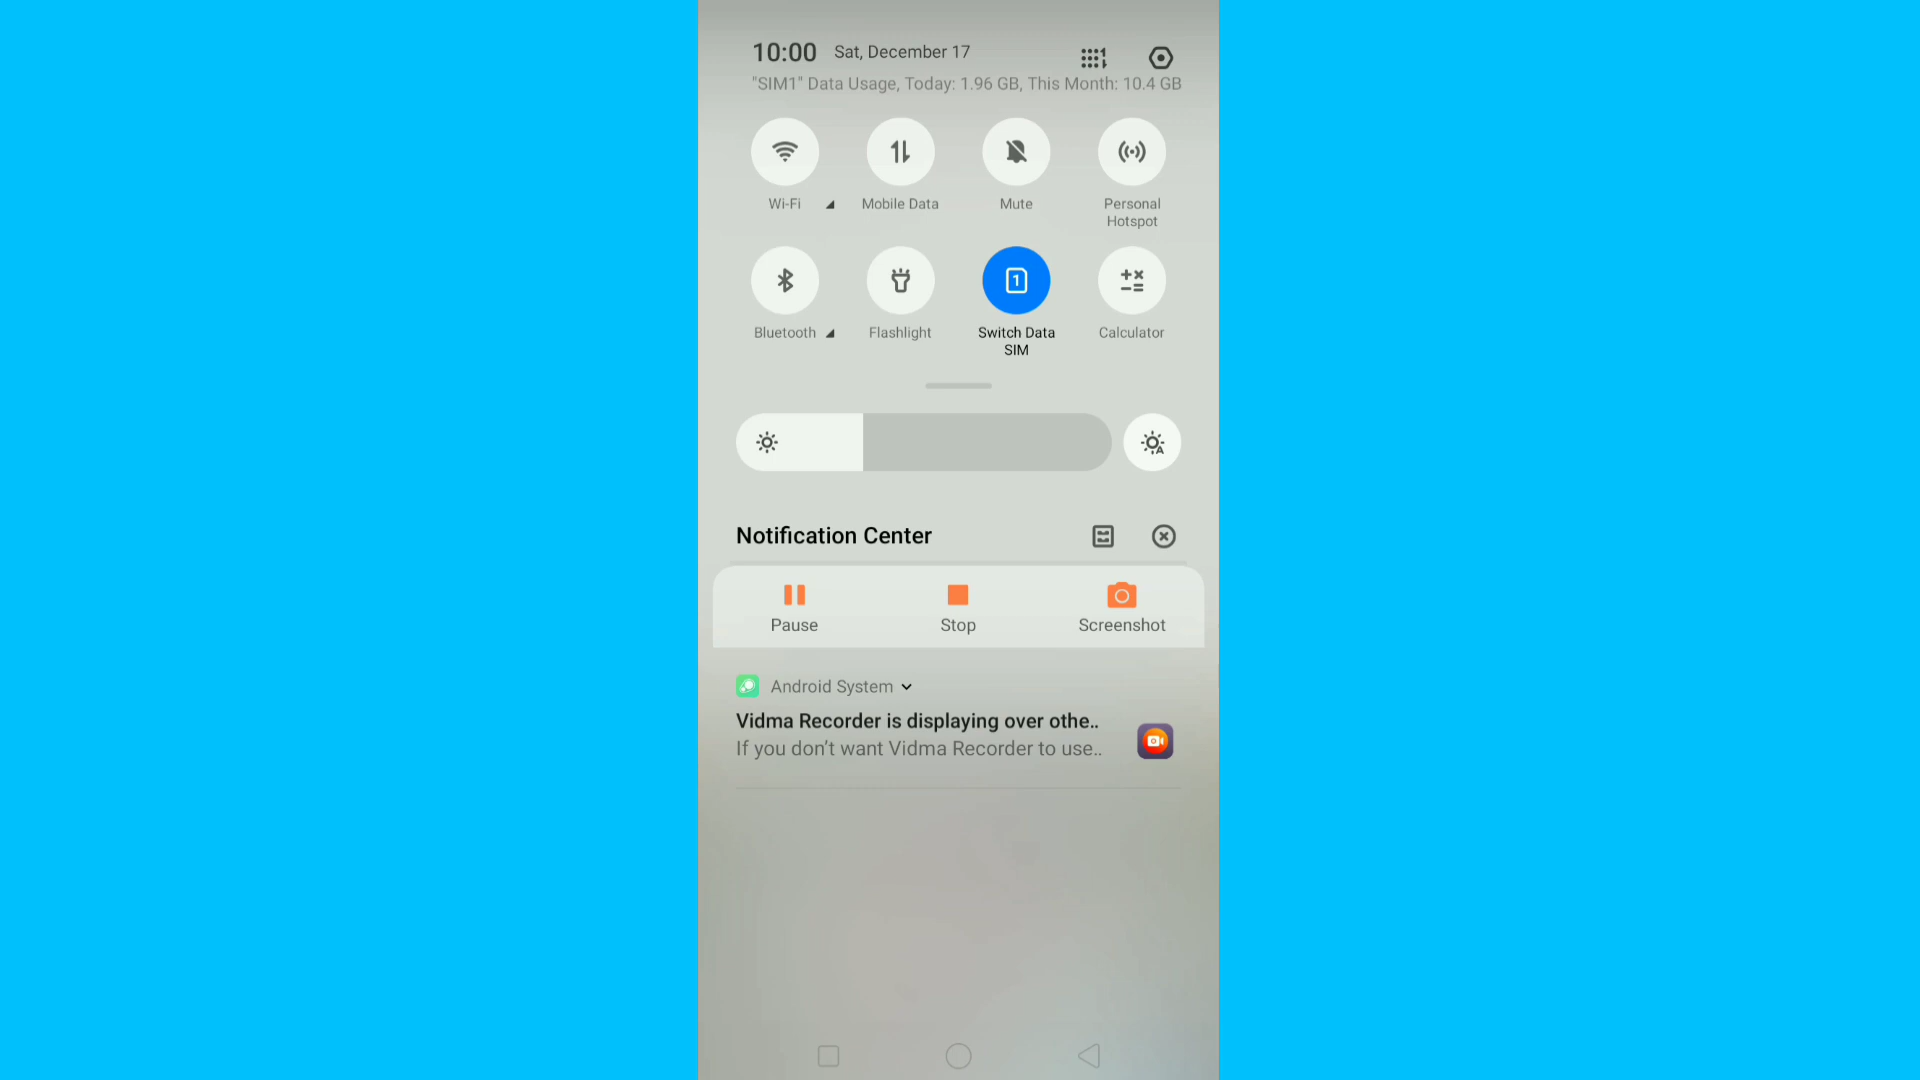 10:00 Sat, December 17
"SIM1" Data Usage, Today: 1.96 GB, This Month: 10.4 GB
Wi-Fi Mobile Data Mute Personal
Hotspot
1
Bluetooth Flashlight Switch Data Calculator
SIM
A
Notification Center
Pause Stop Screenshot
Android System
Vidma Recorder is displaying over othe..
If you don't want Vidma Recorder to use..